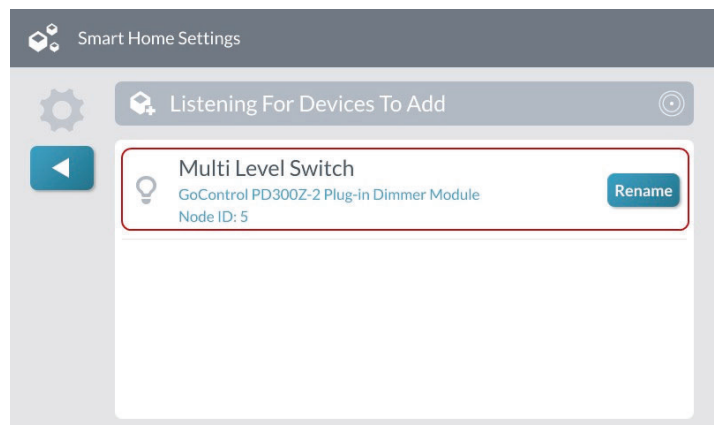 Smart Home Settings
Listening For Devices To Add
Multi Level Switch
GoControl PD300Z-2 Plug-in Dimmer Module
Node ID: 5
Rename